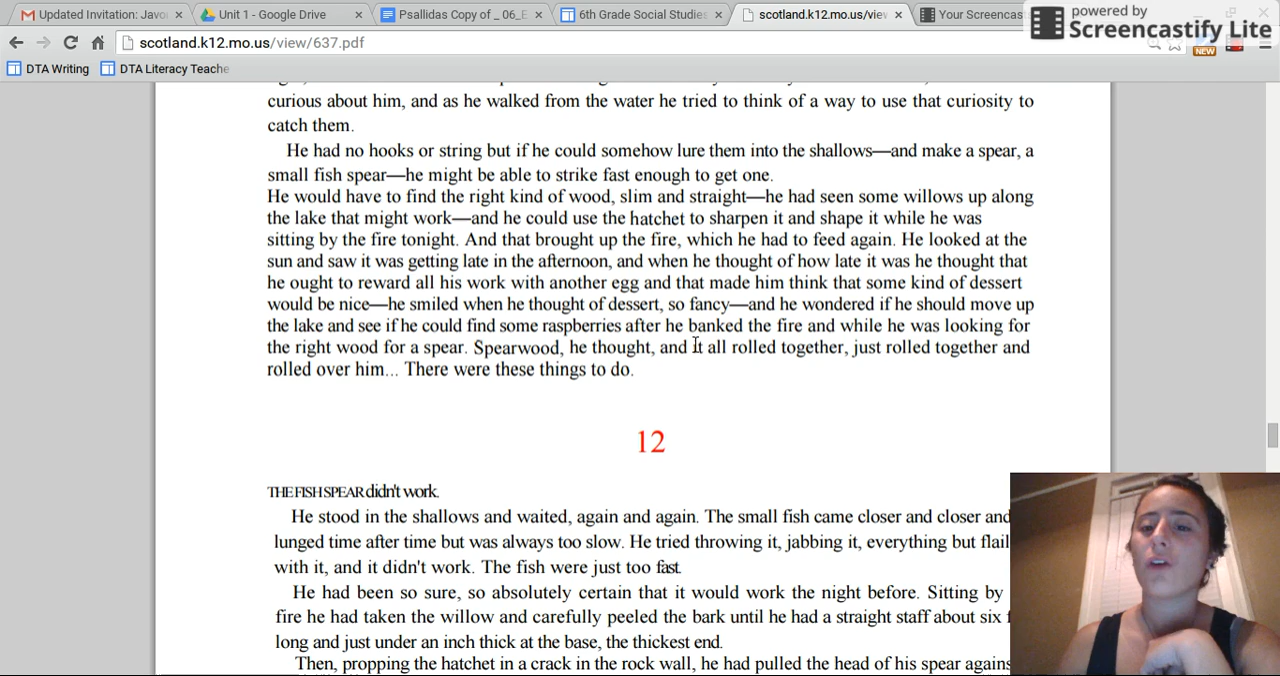 Updated Invitation: Javo
Unit 1 - Google Drive
Psallidas Copy of _ 06_E
6th Grade Social Studies
scotland.k12.mo.us/view
Your Screencas
powered by
Screencastify Lite
scotland.k12.mo.us/view/637.pdf
NEW
DTA Writing
DTA Literacy Teache
curious about him, and as he walked from the water he tried to think of a way to use that curiosity to
catch them.
He had no hooks or string but if he could somehow lure them into the shallows—and make a spear, a
small fish spear—he might be able to strike fast enough to get one.
He would have to find the right kind of wood, slim and straight—he had seen some willows up along
the lake that might work—and he could use the hatchet to sharpen it and shape it while he was
sitting by the fire tonight. And that brought up the fire, which he had to feed again. He looked at the
sun and saw it was getting late in the afternoon, and when he thought of how late it was he thought that
he ought to reward all his work with another egg and that made him think that some kind of dessert
would be nice—he smiled when he thought of dessert, so fancy—and he wondered if he should move up
the lake and see if he could find some raspberries after he banked the fire and while he was looking for
the right wood for a spear. Spearwood, he thought, and it all rolled together, just rolled together and
rolled over him... There were these things to do.
12
THE FISH SPEAR didn't work.
He stood in the shallows and waited, again and again. The small fish came closer and closer and
lunged time after time but was always too slow. He tried throwing it, jabbing it, everything but flail
with it, and it didn't work. The fish were just too fast.
He had been so sure, so absolutely certain that it would work the night before. Sitting by
fire he had taken the willow and carefully peeled the bark until he had a straight staff about six
long and just under an inch thick at the base, the thickest end.
Then, propping the hatchet in a crack in the rock wall, he had pulled the head of his spear agains